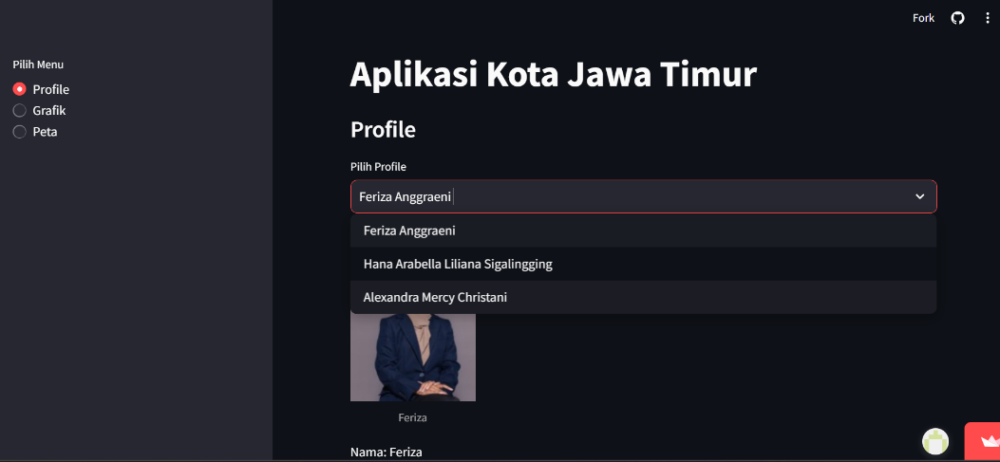 Fork
Pilih Menu
Profile
Grafik
Peta
Aplikasi Kota Jawa Timur
Profile
Pilih Profile
Feriza Anggraeni
Feriza Anggraeni
Hana Arabella Liliana Sigalingging
Alexandra Mercy Christani
Feriza
Nama: Feriza